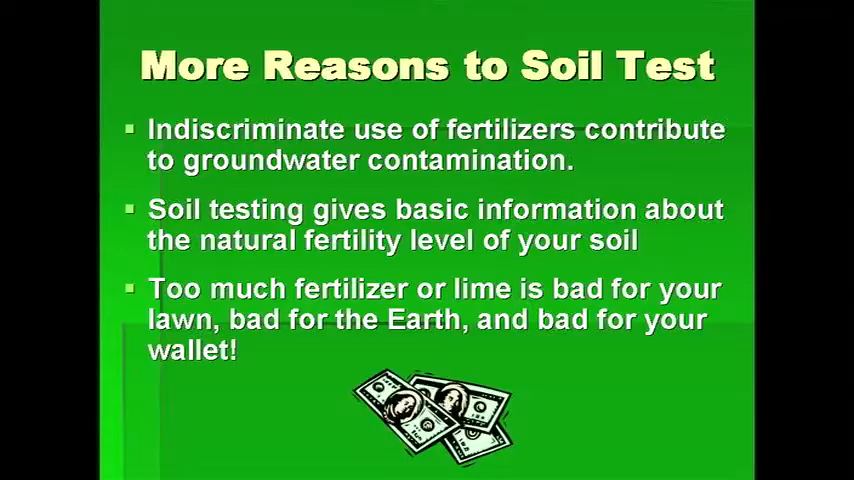 More Reasons to Soil Test
Indiscriminate use of fertilizers contribute
to groundwater contamination.
Soil testing gives basic information about
the natural fertility level of your soil
Too much fertilizer or lime is bad for your
lawn, bad for the Earth, and bad for your
wallet!